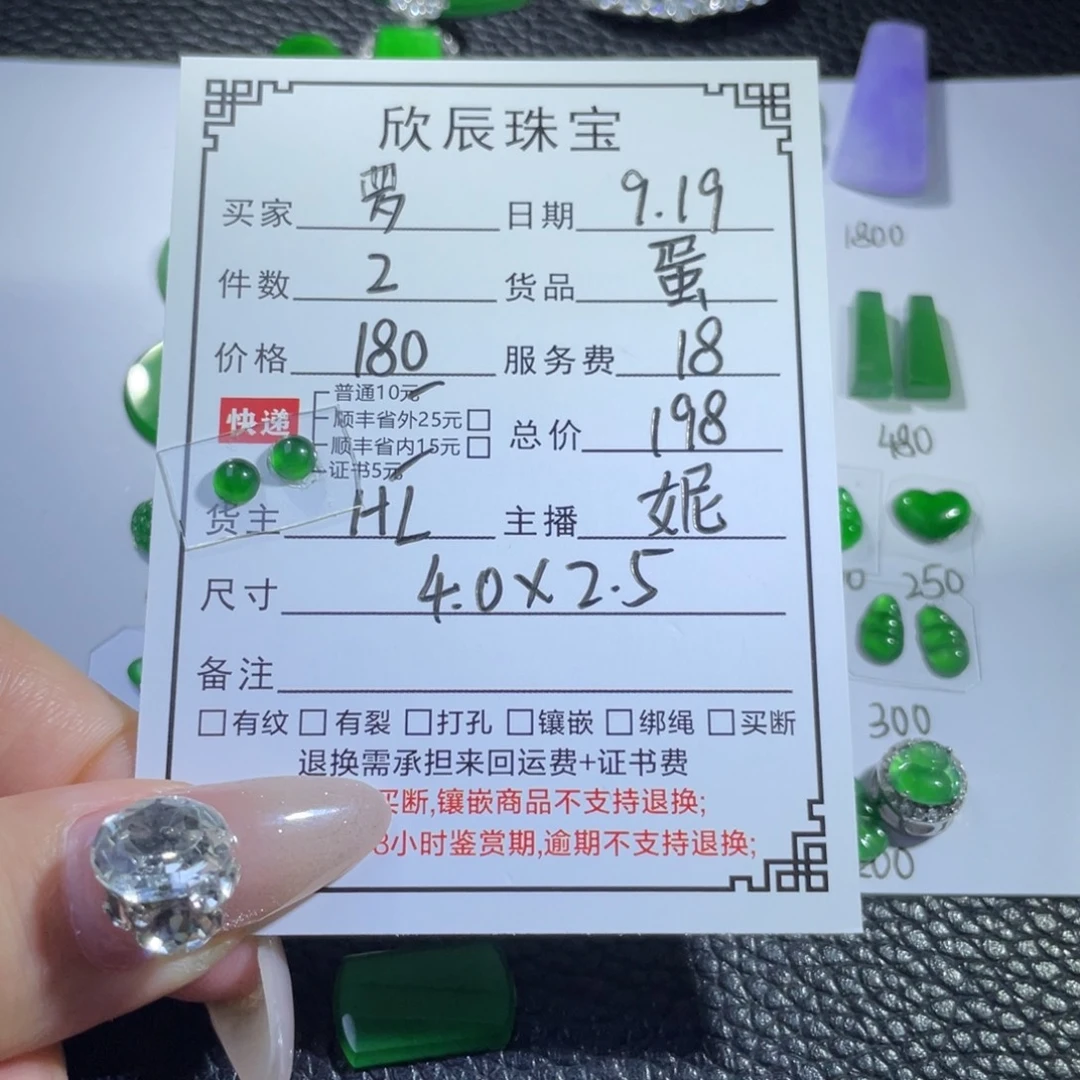 欣辰珠宝
买家 罗 日期 9.19
件数 2 货品 蛋
价格 180 服务费 18
快递
普通10元
顺丰省外25元
顺丰省内15元
证书5元
总价 198
货主 HL 主播 妮
尺寸 4.0×2.5
备注
有纹 有裂 打孔 镶嵌 绑绳 买断
退换需承担来回运费+证书费
买断,镶嵌商品不支持退换;
8小时鉴赏期,逾期不支持退换;
1800
480
250
300